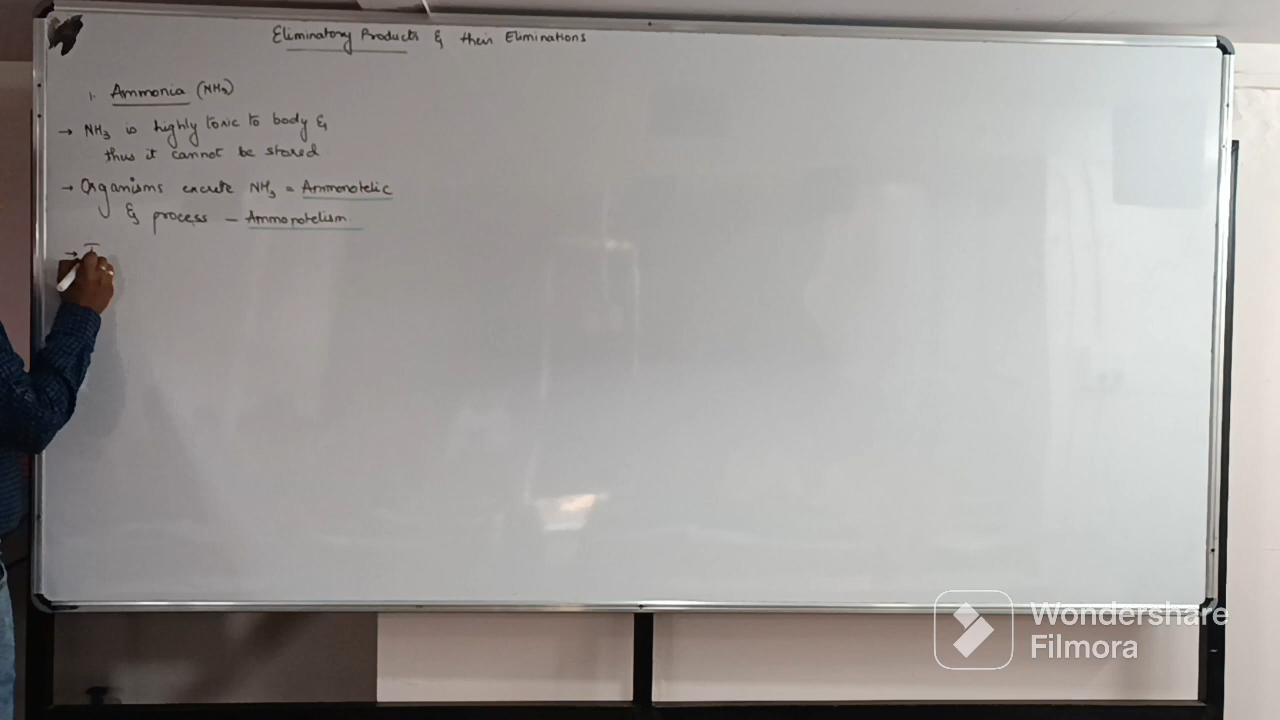 Eliminatory Products & their Eliminations
1. Ammonia (NH3)
→ NH3 is highly toxic to body &
thus it cannot be stored
→ Organisms excrete NH3 = Ammonotelic
& process – Ammonotelism
→ T
Wondershare
Filmora